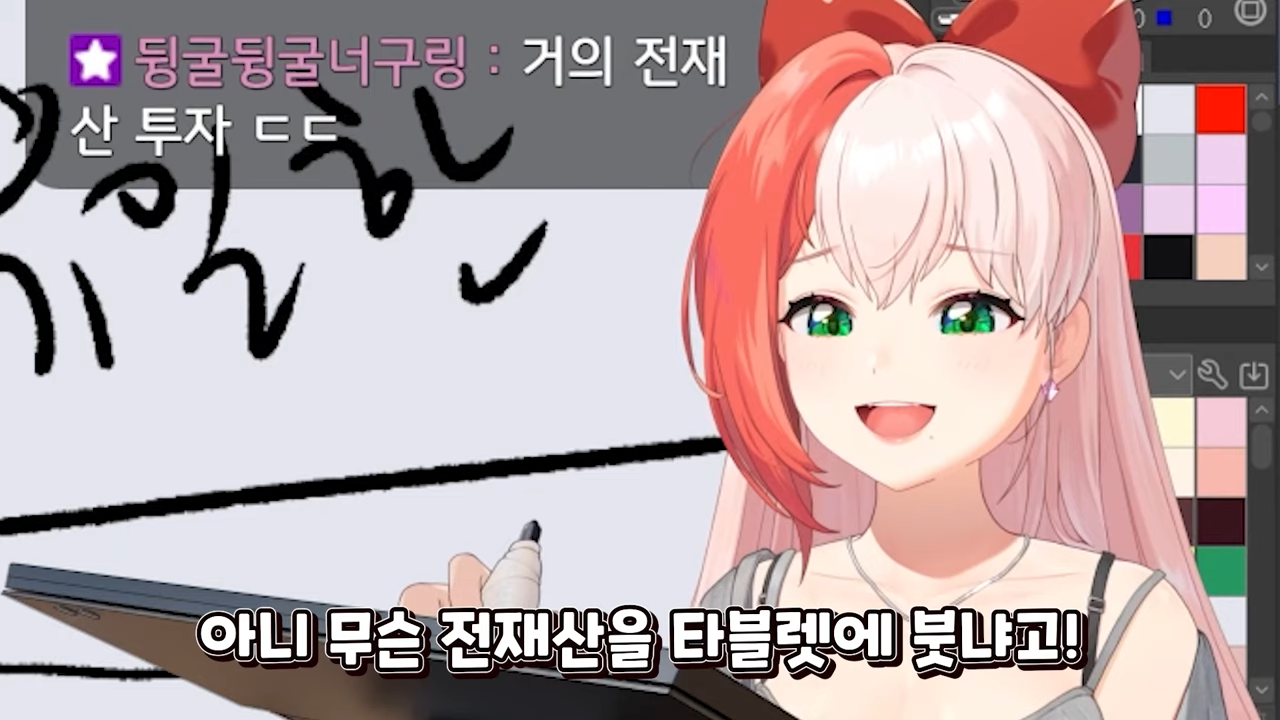 뒹굴뒹굴너구링 : 거의 전재
산 투자 ㄷㄷ
아니 무슨 전재산을 타블렛에 붓냐고!